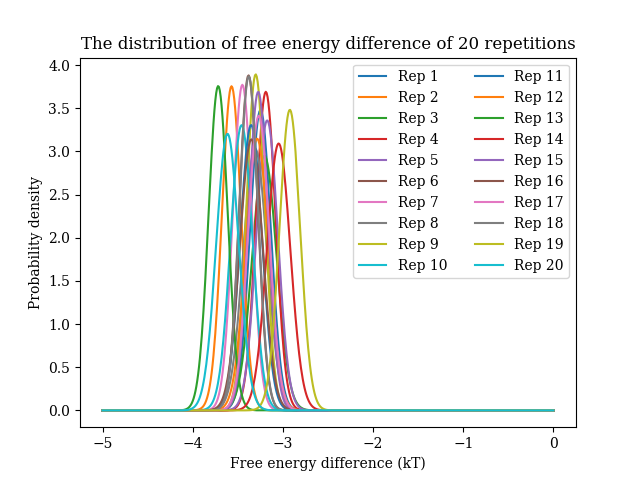 The distribution of free energy difference of 20 repetitions
Probability density
4.0
3.5
3.0
2.5
2.0
1.5
1.0
0.5
0.0
Rep 1
Rep 2
Rep 3
Rep 4
Rep 5
Rep 6
Rep 7
Rep 8
Rep 9
Rep 10
Rep 11
Rep 12
Rep 13
Rep 14
Rep 15
Rep 16
Rep 17
Rep 18
Rep 19
Rep 20
−5 −4 −3 −2 −1 0
Free energy difference (kT)